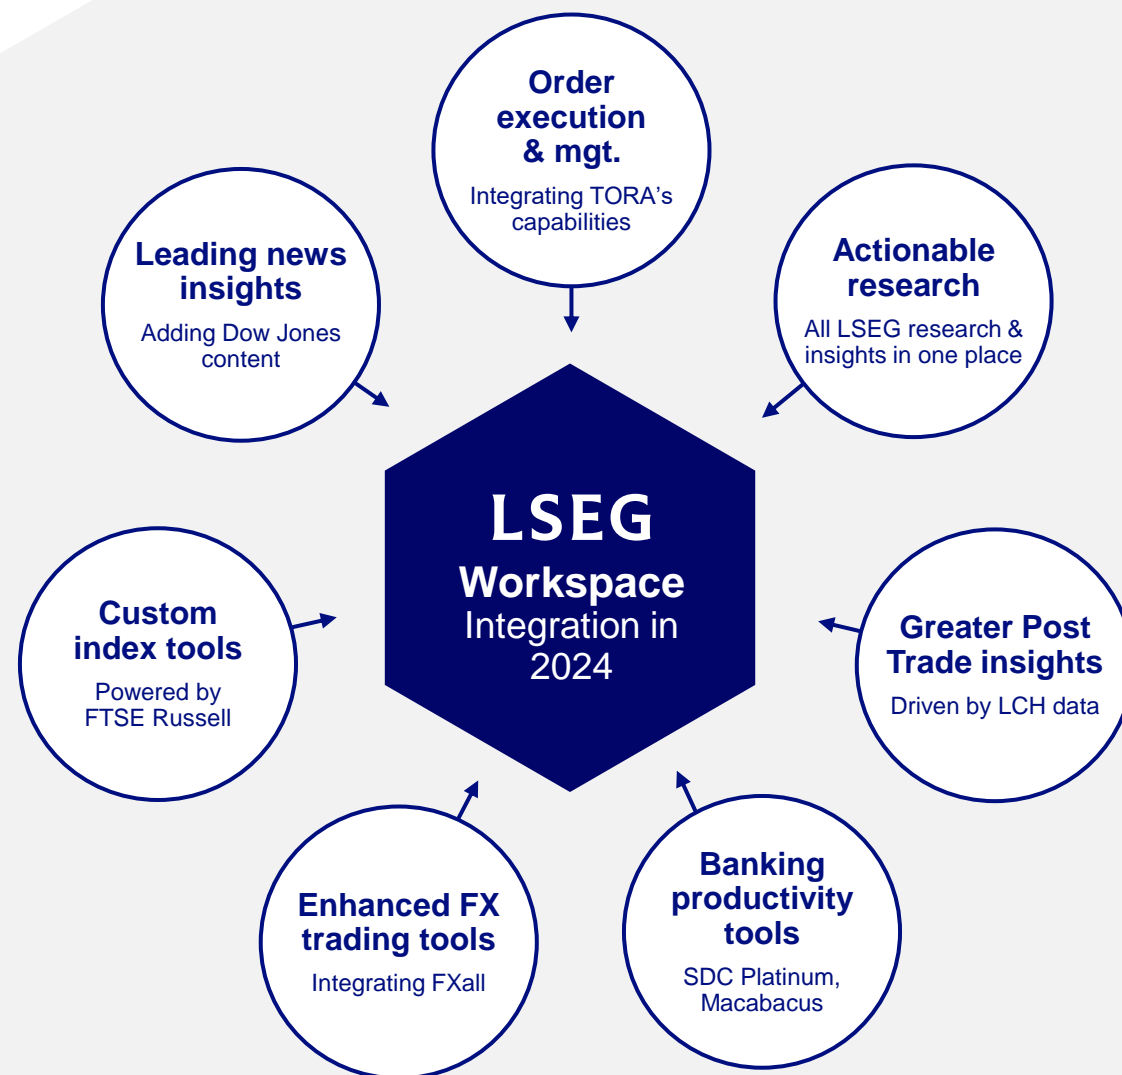 Order
execution
& mgt.
Integrating TORA’s
capabilities
Leading news
insights
Adding Dow Jones
content
Actionable
research
All LSEG research &
insights in one place
LSEG
Workspace
Integration in
2024
Custom
index tools
Powered by
FTSE Russell
Greater Post
Trade insights
Driven by LCH data
Enhanced FX
trading tools
Integrating FXall
Banking
productivity
tools
SDC Platinum,
Macabacus